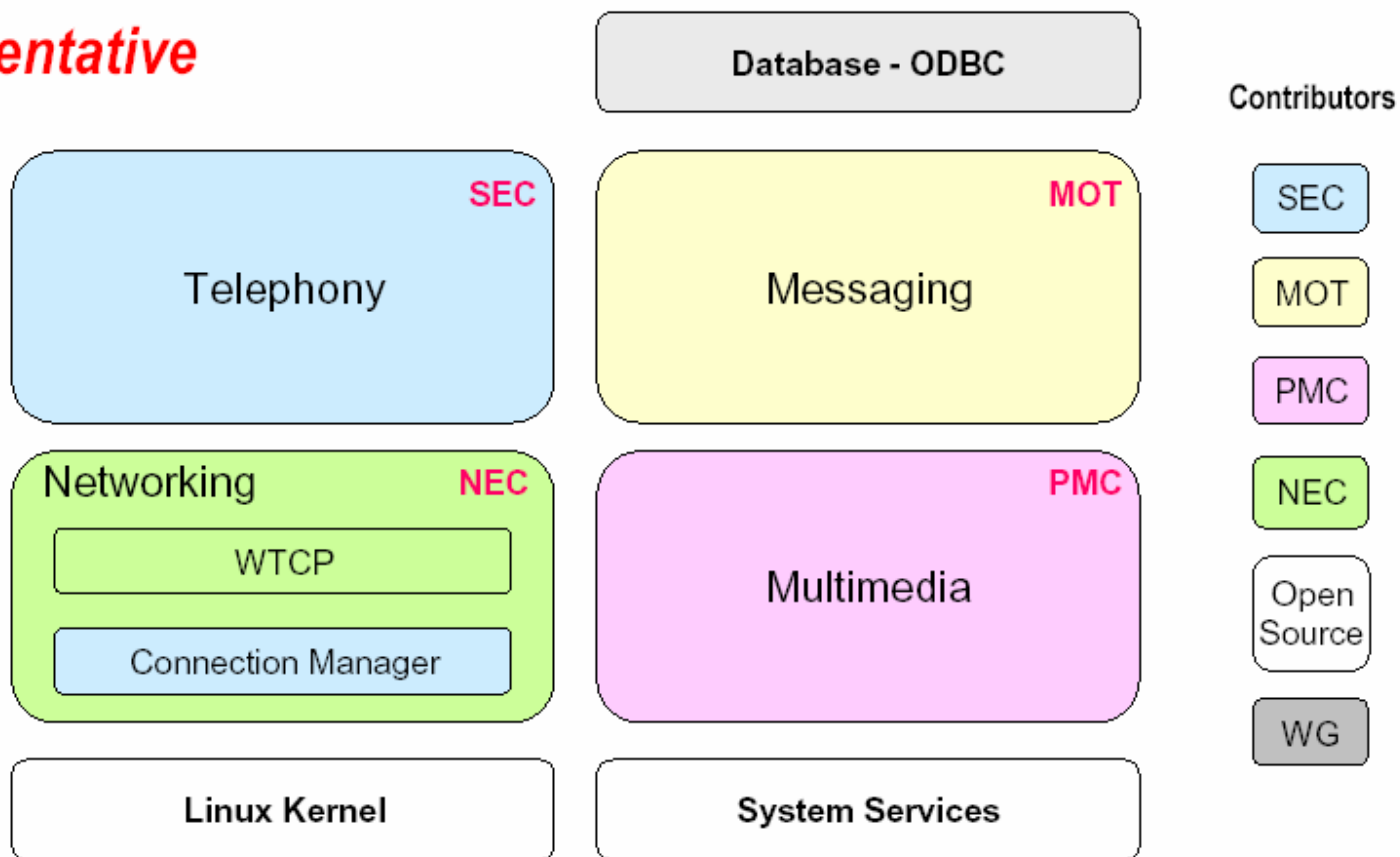 entative
Database - ODBC
Contributors
SEC
Telephony
MOT
Messaging
Networking
NEC
WTCP
Connection Manager
PMC
Multimedia
Linux Kernel
System Services
SEC
MOT
PMC
NEC
Open
Source
WG